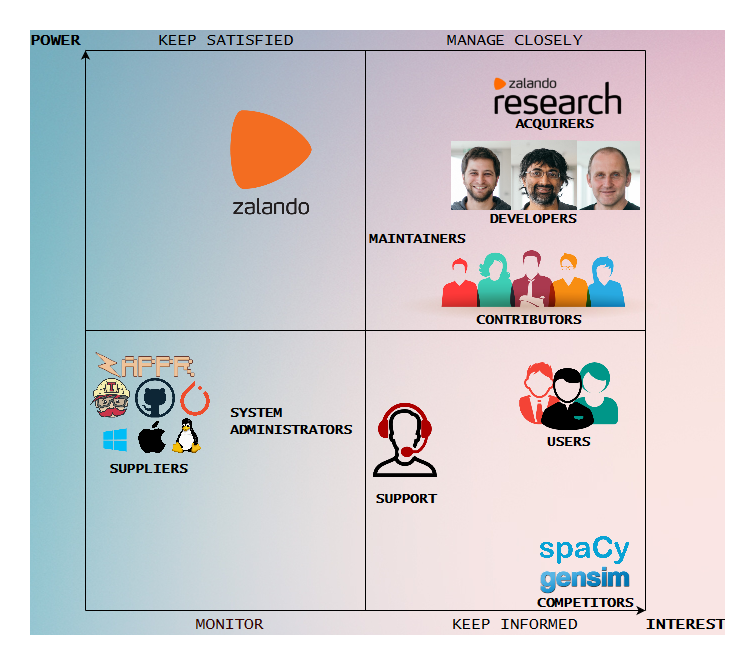 POWER
KEEP SATISFIED
MANAGE CLOSELY
zalando
research
ACQUIRERS
zalando
DEVELOPERS
MAINTAINERS
CONTRIBUTORS
ZAPPR
T
SYSTEM
ADMINISTRATORS
SUPPLIERS
USERS
SUPPORT
spaCy
gensim
COMPETITORS
MONITOR
KEEP INFORMED
INTEREST